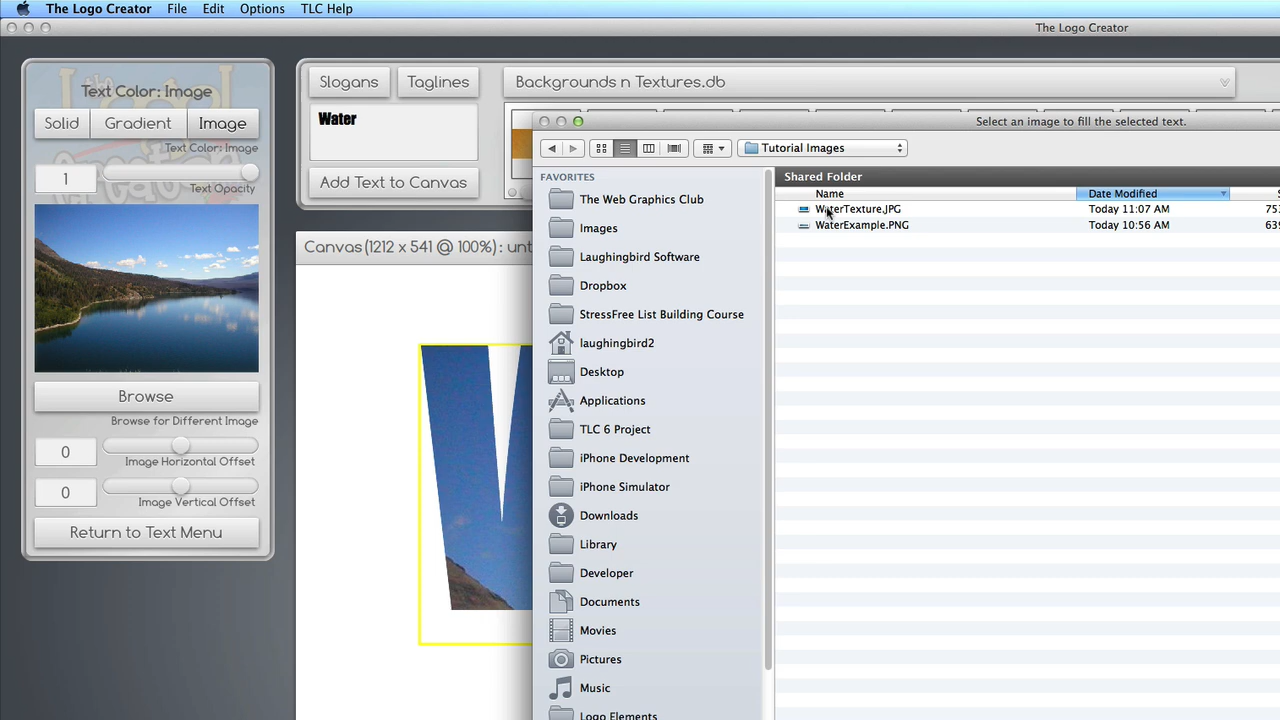 The Logo Creator File Edit Options TLC Help
The Logo Creator
Text Color: Image
Solid Gradient Image
Text Color: Image
1
Text Opacity
Browse
Browse for Different Image
0
Image Horizontal Offset
0
Image Vertical Offset
Return to Text Menu
Slogans Taglines
Water
Add Text to Canvas
Backgrounds n Textures.db
Canvas (1212 x 541 @ 100%) : unt
W
Select an image to fill the selected text.
Tutorial Images
FAVORITES
The Web Graphics Club
Images
Laughingbird Software
Dropbox
StressFree List Building Course
laughingbird2
Desktop
Applications
TLC 6 Project
iPhone Development
iPhone Simulator
Downloads
Library
Developer
Documents
Movies
Pictures
Music
Logo Elements
Shared Folder
Name Date Modified S
WaterTexture.JPG Today 11:07 AM 75
WaterExample.PNG Today 10:56 AM 639